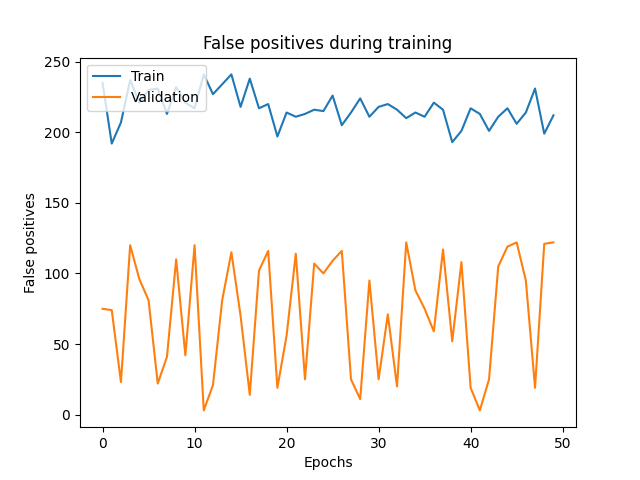 False positives during training
Train
Validation
False positives
250
200
150
100
50
0
0 10 20 30 40 50
Epochs